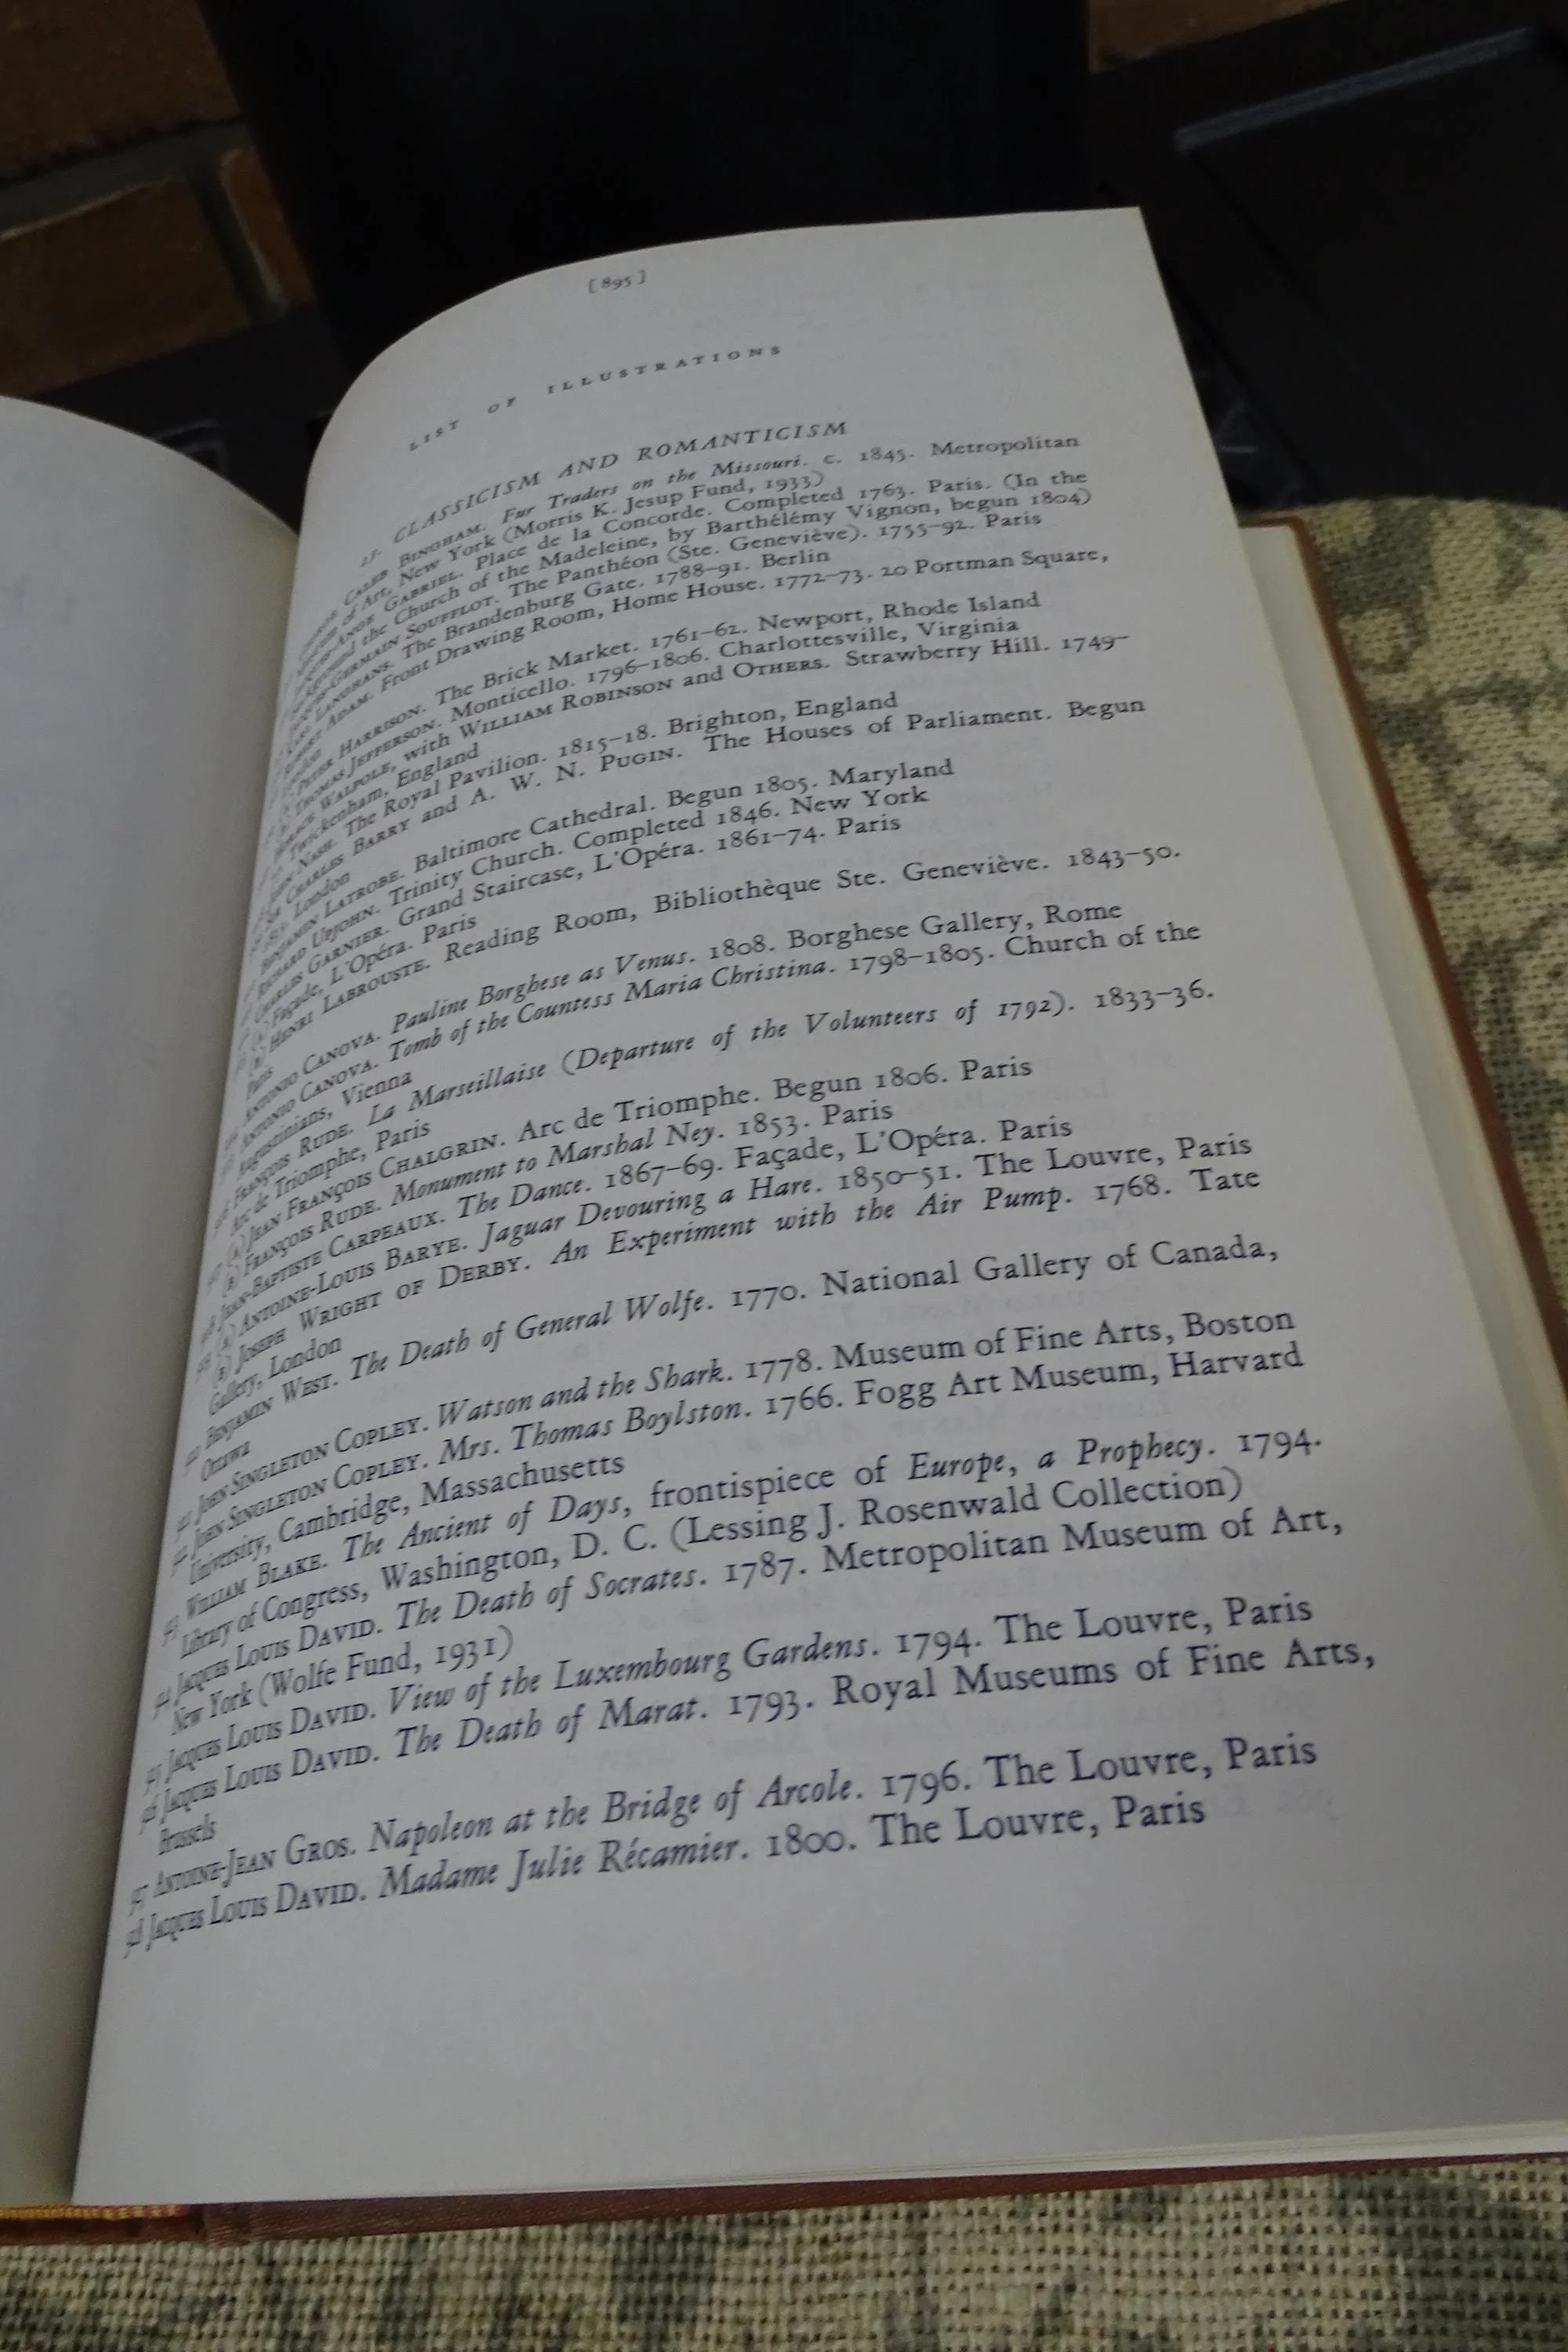 [895]
LIST OF ILLUSTRATIONS
21. CLASSICISM AND ROMANTICISM
CALEB BINGHAM. Fur Traders on the Missouri. c. 1845. Metropolitan
of Art, New York (Morris K. Jesup Fund, 1933)
GABRIEL. Place de la Concorde. Completed 1763. Paris. (In the
the Church of the Madeleine, by Barthélémy Vignon, begun 1804)
GERMAIN SOUFFLOT. The Panthéon (Ste. Geneviève). 1755–92. Paris
LANGHANS. The Brandenburg Gate. 1788–91. Berlin
ADAM. Front Drawing Room, Home House. 1772–73. 20 Portman Square,
PETER HARRISON. The Brick Market. 1761–62. Newport, Rhode Island
THOMAS JEFFERSON. Monticello. 1796–1806. Charlottesville, Virginia
WALPOLE, with WILLIAM ROBINSON and OTHERS. Strawberry Hill. 1749–
Twickenham, England
NASH. The Royal Pavilion. 1815–18. Brighton, England
CHARLES BARRY and A. W. N. PUGIN. The Houses of Parliament. Begun
London
BENJAMIN LATROBE. Baltimore Cathedral. Begun 1805. Maryland
RICHARD UPJOHN. Trinity Church. Completed 1846. New York
CHARLES GARNIER. Grand Staircase, L'Opéra. 1861–74. Paris
Façade, L'Opéra. Paris
HENRI LABROUSTE. Reading Room, Bibliothèque Ste. Geneviève. 1843–50.
Paris
ANTONIO CANOVA. Pauline Borghese as Venus. 1808. Borghese Gallery, Rome
ANTONIO CANOVA. Tomb of the Countess Maria Christina. 1798–1805. Church of the
Augustinians, Vienna
FRANÇOIS RUDE. La Marseillaise (Departure of the Volunteers of 1792). 1833–36.
Arc de Triomphe, Paris
(A) JEAN FRANÇOIS CHALGRIN. Arc de Triomphe. Begun 1806. Paris
(B) FRANÇOIS RUDE. Monument to Marshal Ney. 1853. Paris
JEAN-BAPTISTE CARPEAUX. The Dance. 1867–69. Façade, L'Opéra. Paris
(A) ANTOINE-LOUIS BARYE. Jaguar Devouring a Hare. 1850–51. The Louvre, Paris
(B) JOSEPH WRIGHT OF DERBY. An Experiment with the Air Pump. 1768. Tate
Gallery, London
BENJAMIN WEST. The Death of General Wolfe. 1770. National Gallery of Canada,
Ottawa
JOHN SINGLETON COPLEY. Watson and the Shark. 1778. Museum of Fine Arts, Boston
JOHN SINGLETON COPLEY. Mrs. Thomas Boylston. 1766. Fogg Art Museum, Harvard
University, Cambridge, Massachusetts
WILLIAM BLAKE. The Ancient of Days, frontispiece of Europe, a Prophecy. 1794.
Library of Congress, Washington, D. C. (Lessing J. Rosenwald Collection)
JACQUES LOUIS DAVID. The Death of Socrates. 1787. Metropolitan Museum of Art,
New York (Wolfe Fund, 1931)
JACQUES LOUIS DAVID. View of the Luxembourg Gardens. 1794. The Louvre, Paris
JACQUES LOUIS DAVID. The Death of Marat. 1793. Royal Museums of Fine Arts,
Brussels
ANTOINE-JEAN GROS. Napoleon at the Bridge of Arcole. 1796. The Louvre, Paris
JACQUES LOUIS DAVID. Madame Julie Récamier. 1800. The Louvre, Paris